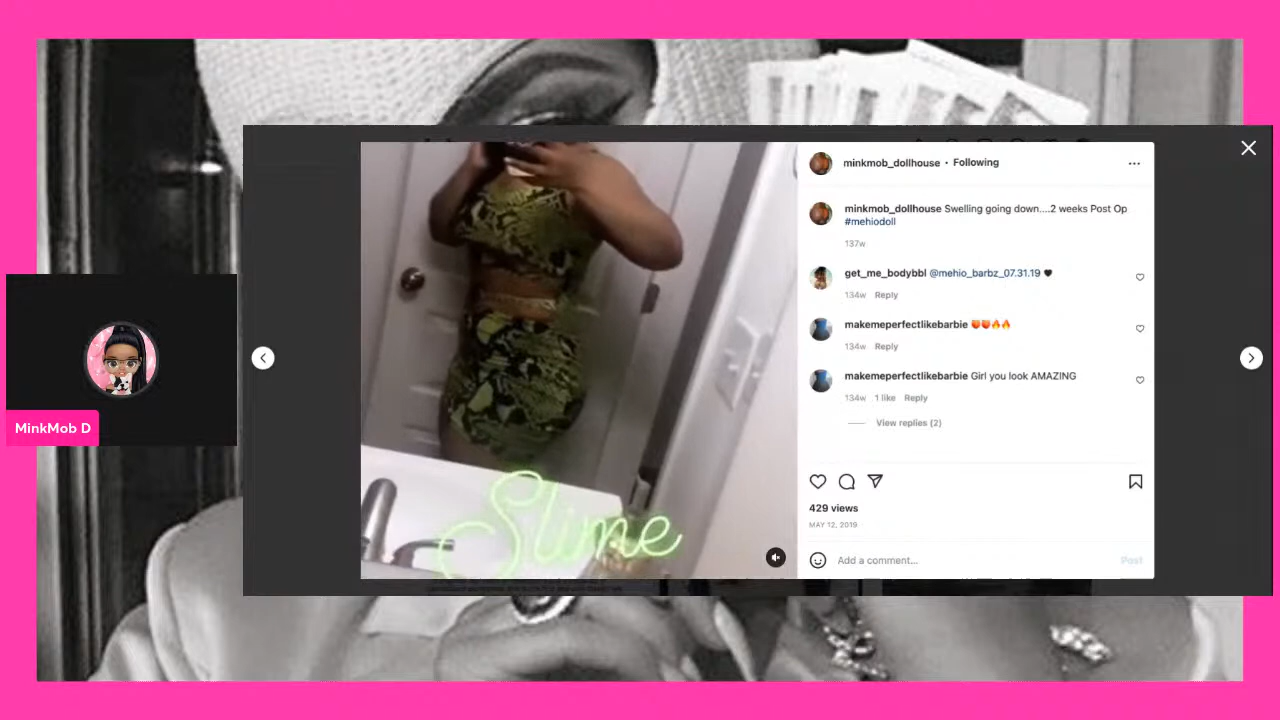 minkmob_dollhouse • Following
minkmob_dollhouse Swelling going down....2 weeks Post Op
#mehiodoll
137w
get_me_bodybbl @mehio_barbz_07.31.19 🖤
134w Reply
makemeperfectlikebarbie 🍑🍑🔥🔥
134w Reply
makemeperfectlikebarbie Girl you look AMAZING
134w 1 like Reply
View replies (2)
429 views
MAY 12, 2019
Add a comment...
Post
Slime
MinkMob D